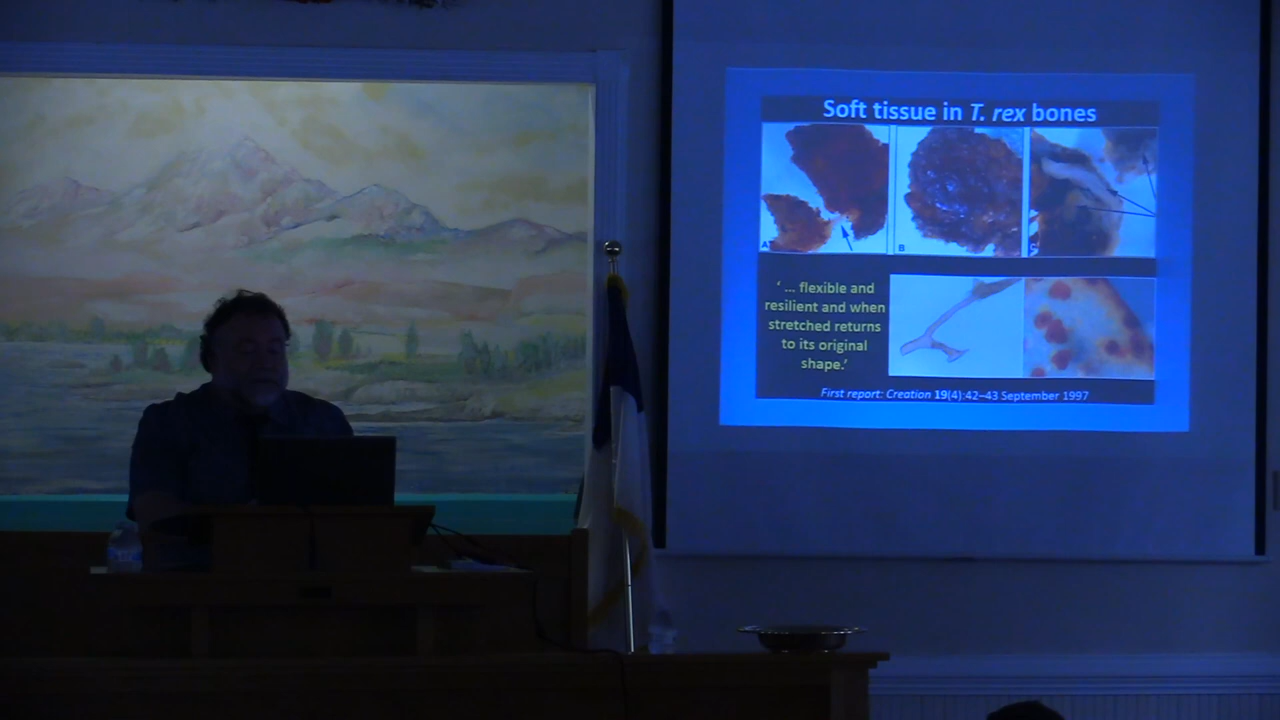 Soft tissue in T. rex bones
A
B
C
‘ ... flexible and
resilient and when
stretched returns
to its original
shape.’
First report: Creation 19(4):42–43 September 1997